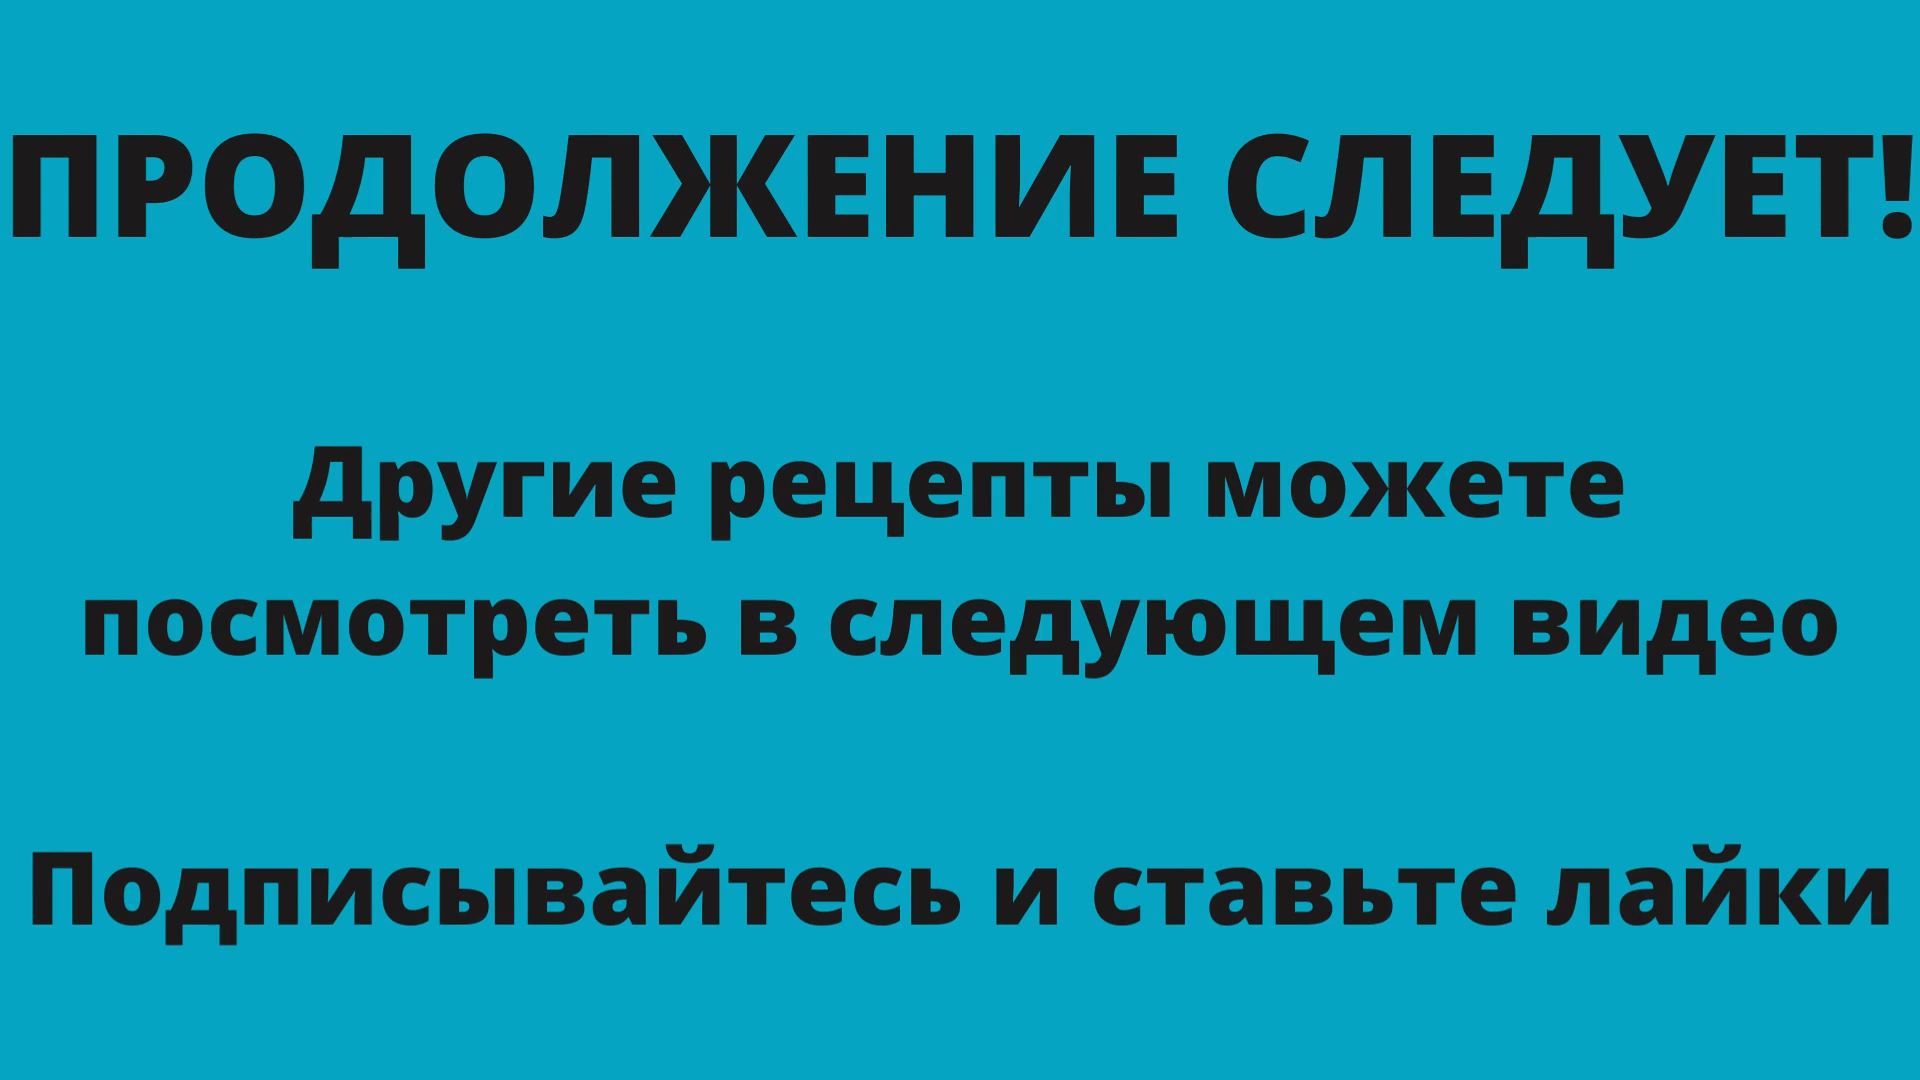 ПРОДОЛЖЕНИЕ СЛЕДУЕТ!
Другие рецепты можете
посмотреть в следующем видео
Подписывайтесь и ставьте лайки